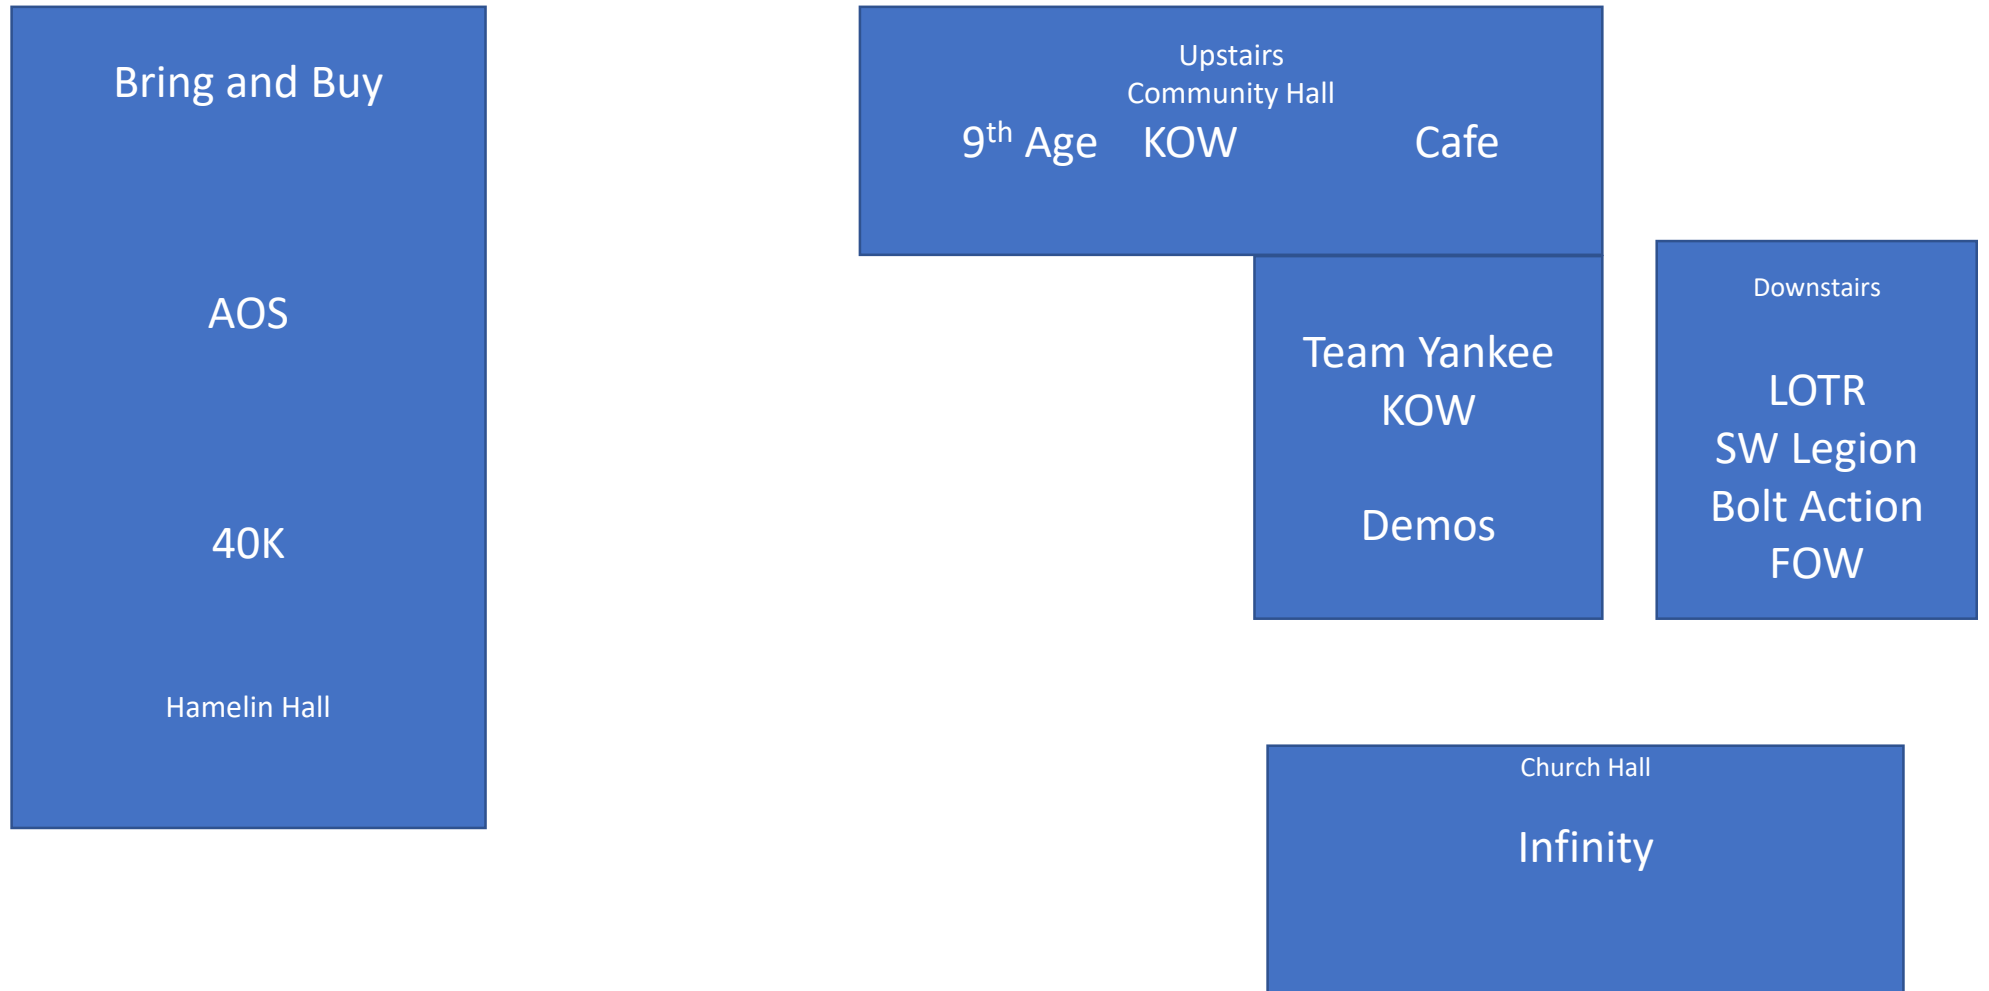 Bring and Buy
AOS
40K
Hamelin Hall
Upstairs
Community Hall
9th Age KOW Cafe
Team Yankee
KOW
Demos
Downstairs
LOTR
SW Legion
Bolt Action
FOW
Church Hall
Infinity